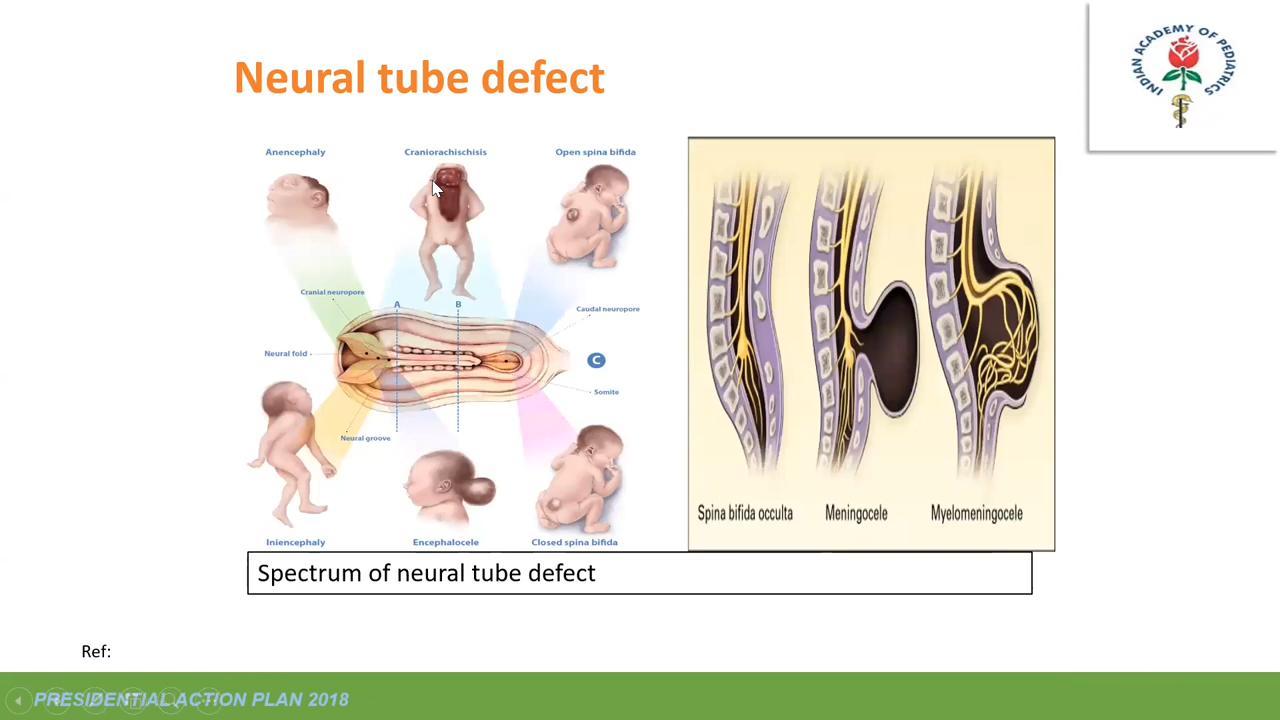 Neural tube defect
INDIAN ACADEMY OF PEDIATRICS
Anencephaly
Craniorachischisis
Open spina bifida
Cranial neuropore
A
B
Caudal neuropore
Neural fold
C
Somite
Neural groove
Iniencephaly
Encephalocele
Closed spina bifida
Spina bifida occulta
Meningocele
Myelomeningocele
Spectrum of neural tube defect
Ref:
PRESIDENTIAL ACTION PLAN 2018